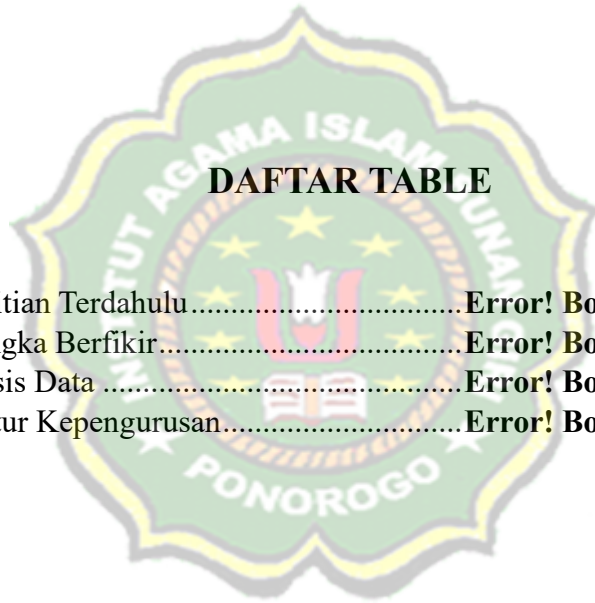 DAFTAR TABLE
tian Terdahulu..............................Error! Bo
gka Berfikir..................................Error! Bo
sis Data .........................................Error! Bo
tur Kepengurusan...........................Error! Bo
AGAMA ISLAM
PONOROGO